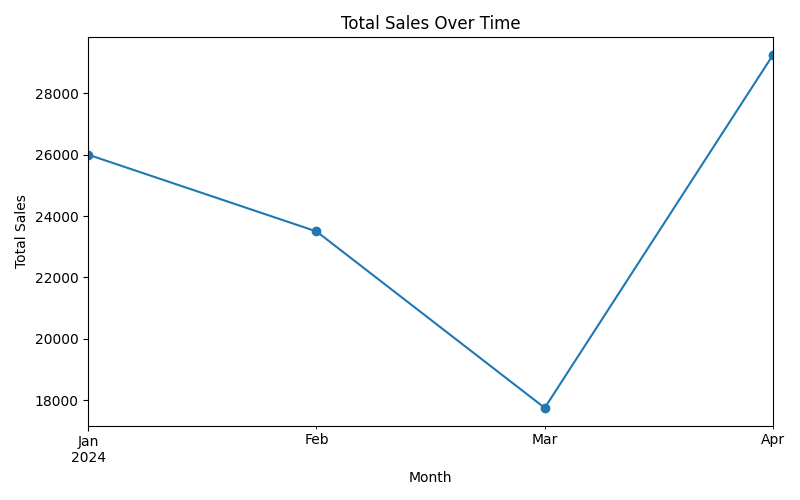 Total Sales Over Time
Total Sales
28000
26000
24000
22000
20000
18000
Jan
2024
Feb
Mar
Apr
Month